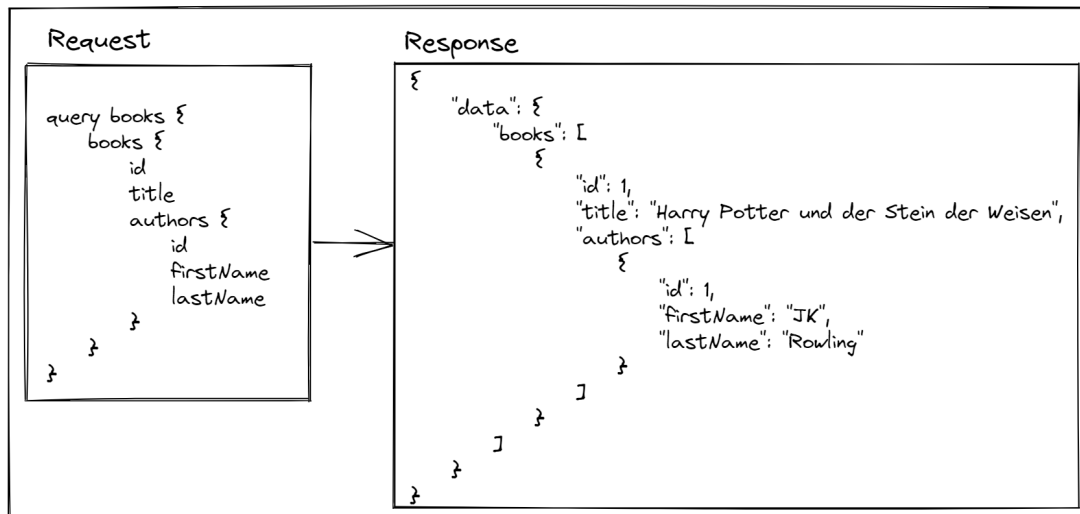 Request
query books {
books {
id
title
authors {
id
firstName
lastName
}
}
}
Response
{
"data": {
"books": [
{
"id": 1,
"title": "Harry Potter und der Stein der Weisen",
"authors": [
{
"id": 1,
"firstName": "JK",
"lastName": "Rowling"
}
]
}
]
}
}